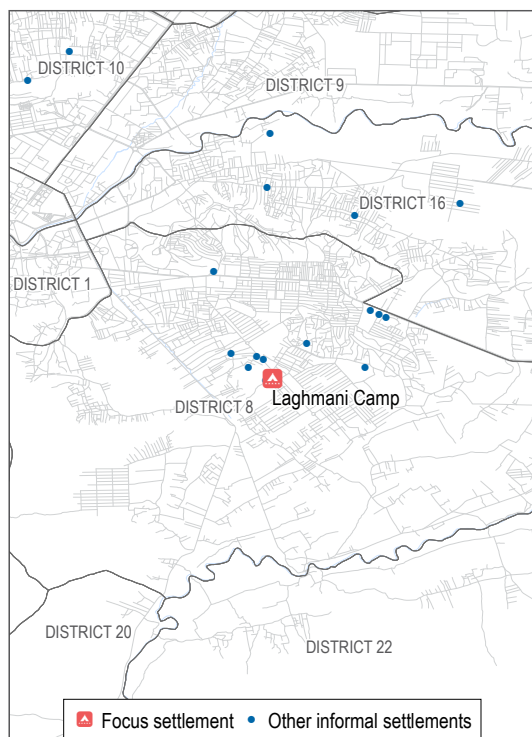 DISTRICT 10
DISTRICT 9
DISTRICT 16
DISTRICT 1
Laghmani Camp
DISTRICT 8
DISTRICT 20
DISTRICT 22
Focus settlement
Other informal settlements